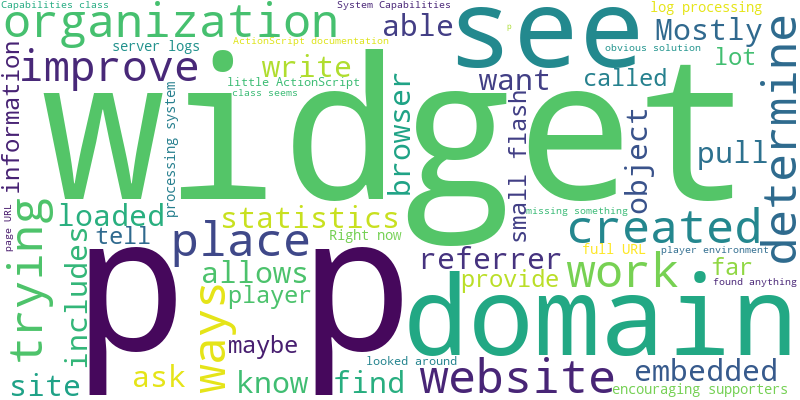 Capabilities class
System Capabilities
log processing
organization
able
see
Mostly
server logs
ActionScript documentation
p
obvious solution
lot
improve
write
little ActionScript
class seems
want
called
information
widget
processing system
browser
small flash
object
pull
determine
page URL
trying
loaded
tell
includes
statistics
Right now
place
missing something
created
allows
player
referrer
provide
full URL
work
player environment
far
found anything
p p
domain
ways
maybe
looked around
website
embedded
site
ask
know
find
encouraging supporters